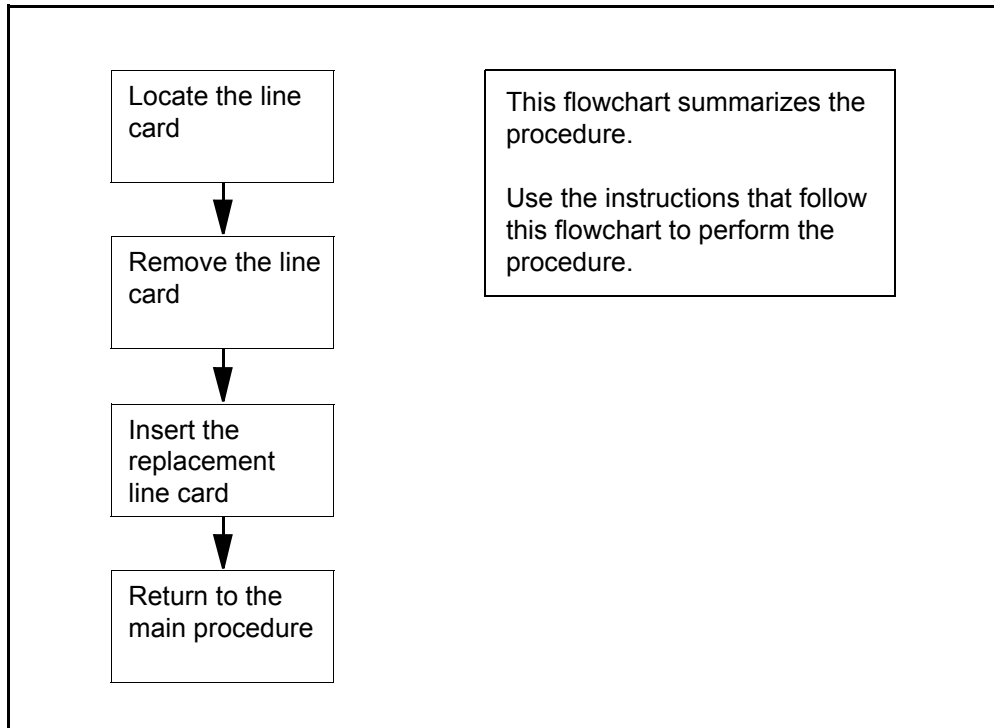 Locate the line
card
Remove the line
card
Insert the
replacement
line card
Return to the
main procedure
This flowchart summarizes the
procedure.
Use the instructions that follow
this flowchart to perform the
procedure.